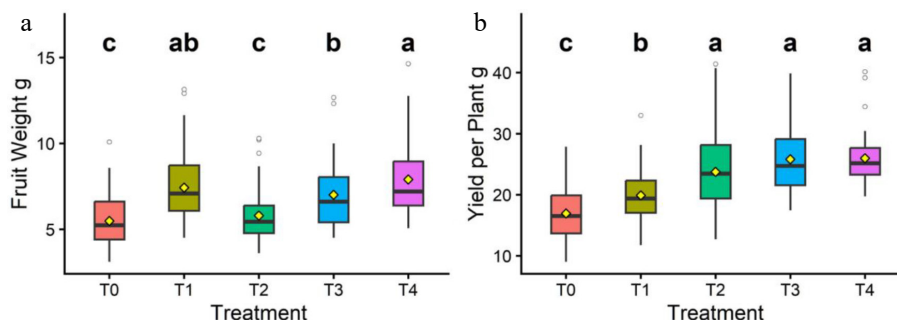 a
c ab c b a
15
10
5
Fruit Weight g
T0 T1 T2 T3 T4
Treatment
b
c b a a a
40
30
20
10
Yield per Plant g
T0 T1 T2 T3 T4
Treatment